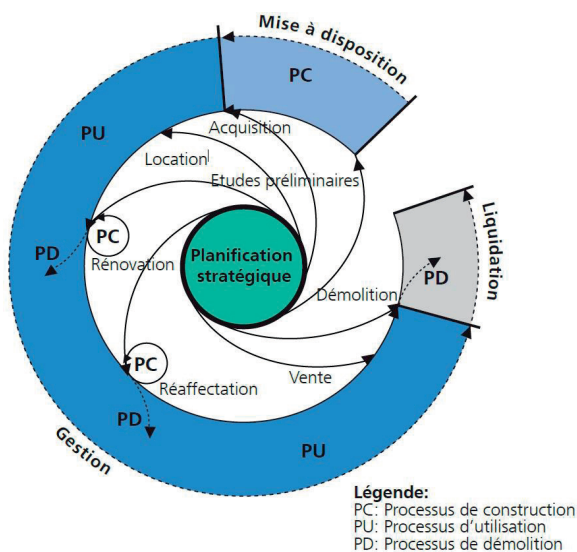 Mise à disposition
PC
PU
Acquisition
Location
Etudes préliminaires
PC
PD
Rénovation
Planification
stratégique
Liquidation
PD
Démolition
PC
Réaffectation
Vente
PD
Gestion
PU
Légende:
PC: Processus de construction
PU: Processus d'utilisation
PD: Processus de démolition